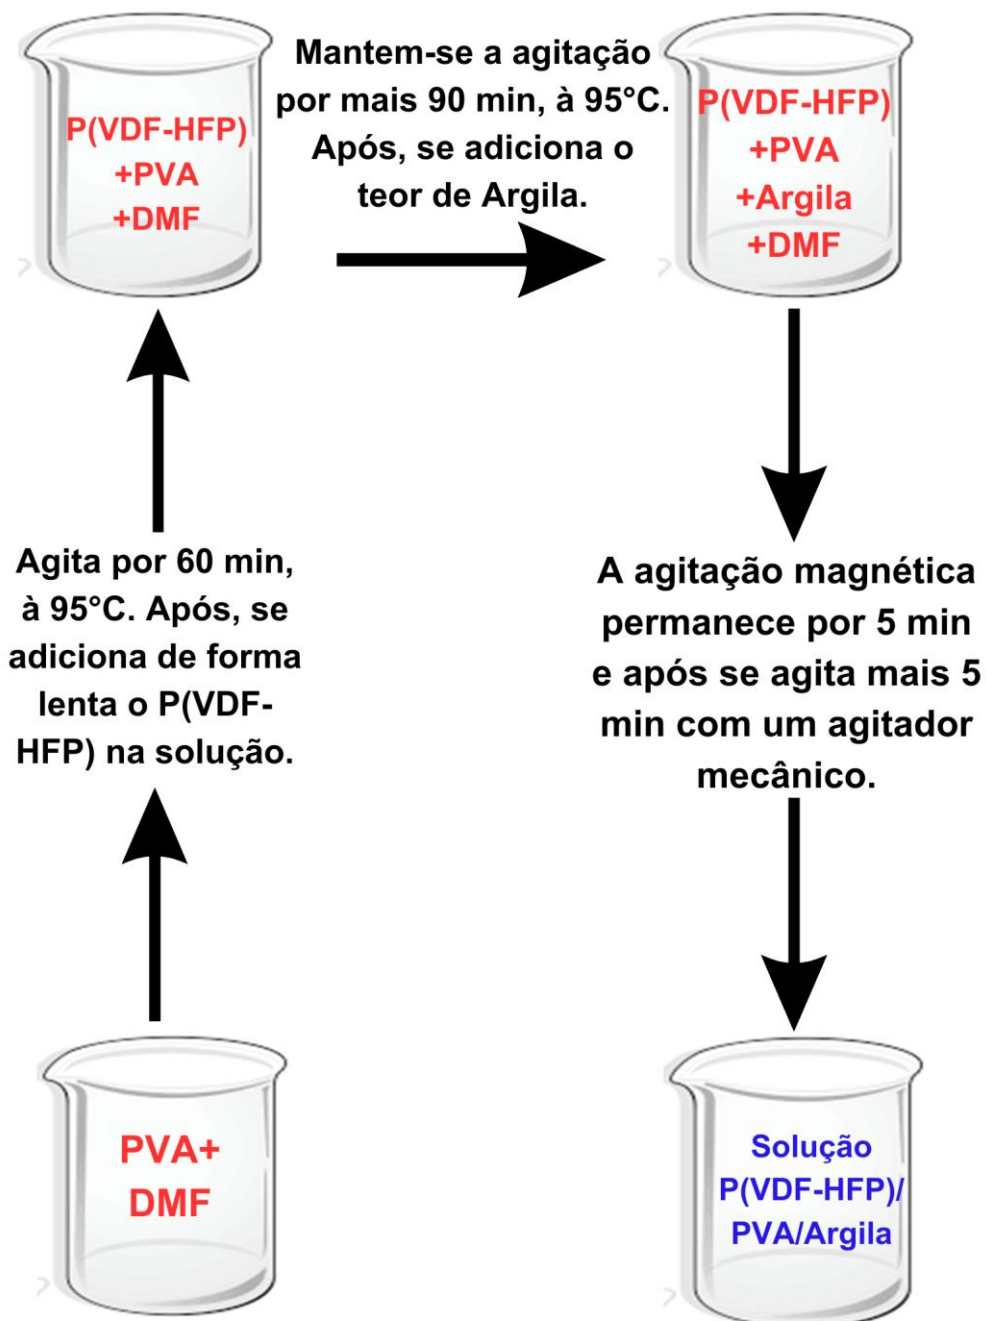 P(VDF-HFP)
+PVA
+DMF
Mantem-se a agitação
por mais 90 min, à 95°C.
Após, se adiciona o
teor de Argila.
P(VDF-HFP)
+PVA
+Argila
+DMF
Agita por 60 min,
à 95°C. Após, se
adiciona de forma
lenta o P(VDF-
HFP) na solução.
A agitação magnética
permanece por 5 min
e após se agita mais 5
min com um agitador
mecânico.
PVA+
DMF
Solução
P(VDF-HFP)/
PVA/Argila